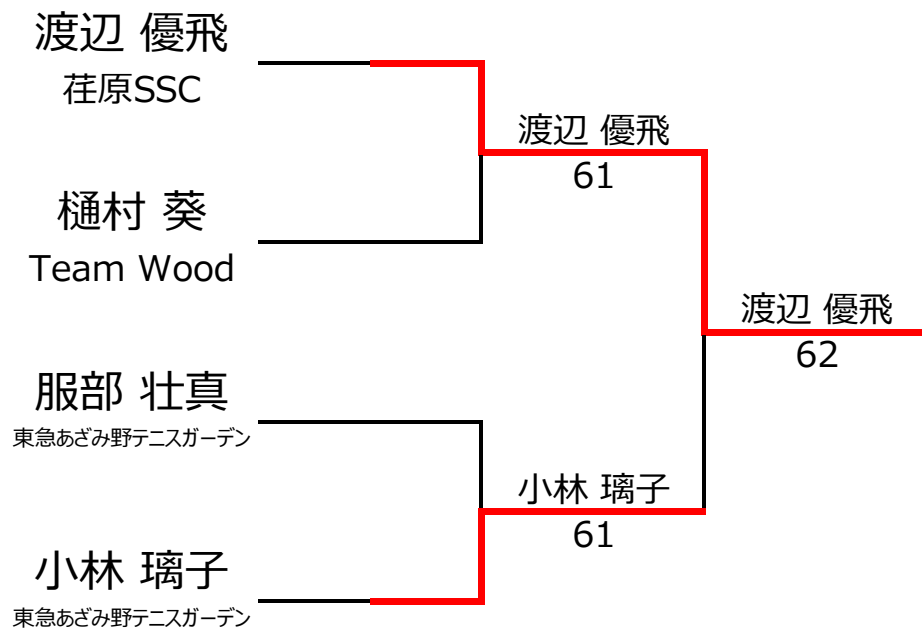 渡辺 優飛
荏原SSC
渡辺 優飛
61
樋村 葵
Team Wood
渡辺 優飛
62
服部 壮真
東急あざみ野テニスガーデン
小林 璃子
61
小林 璃子
東急あざみ野テニスガーデン